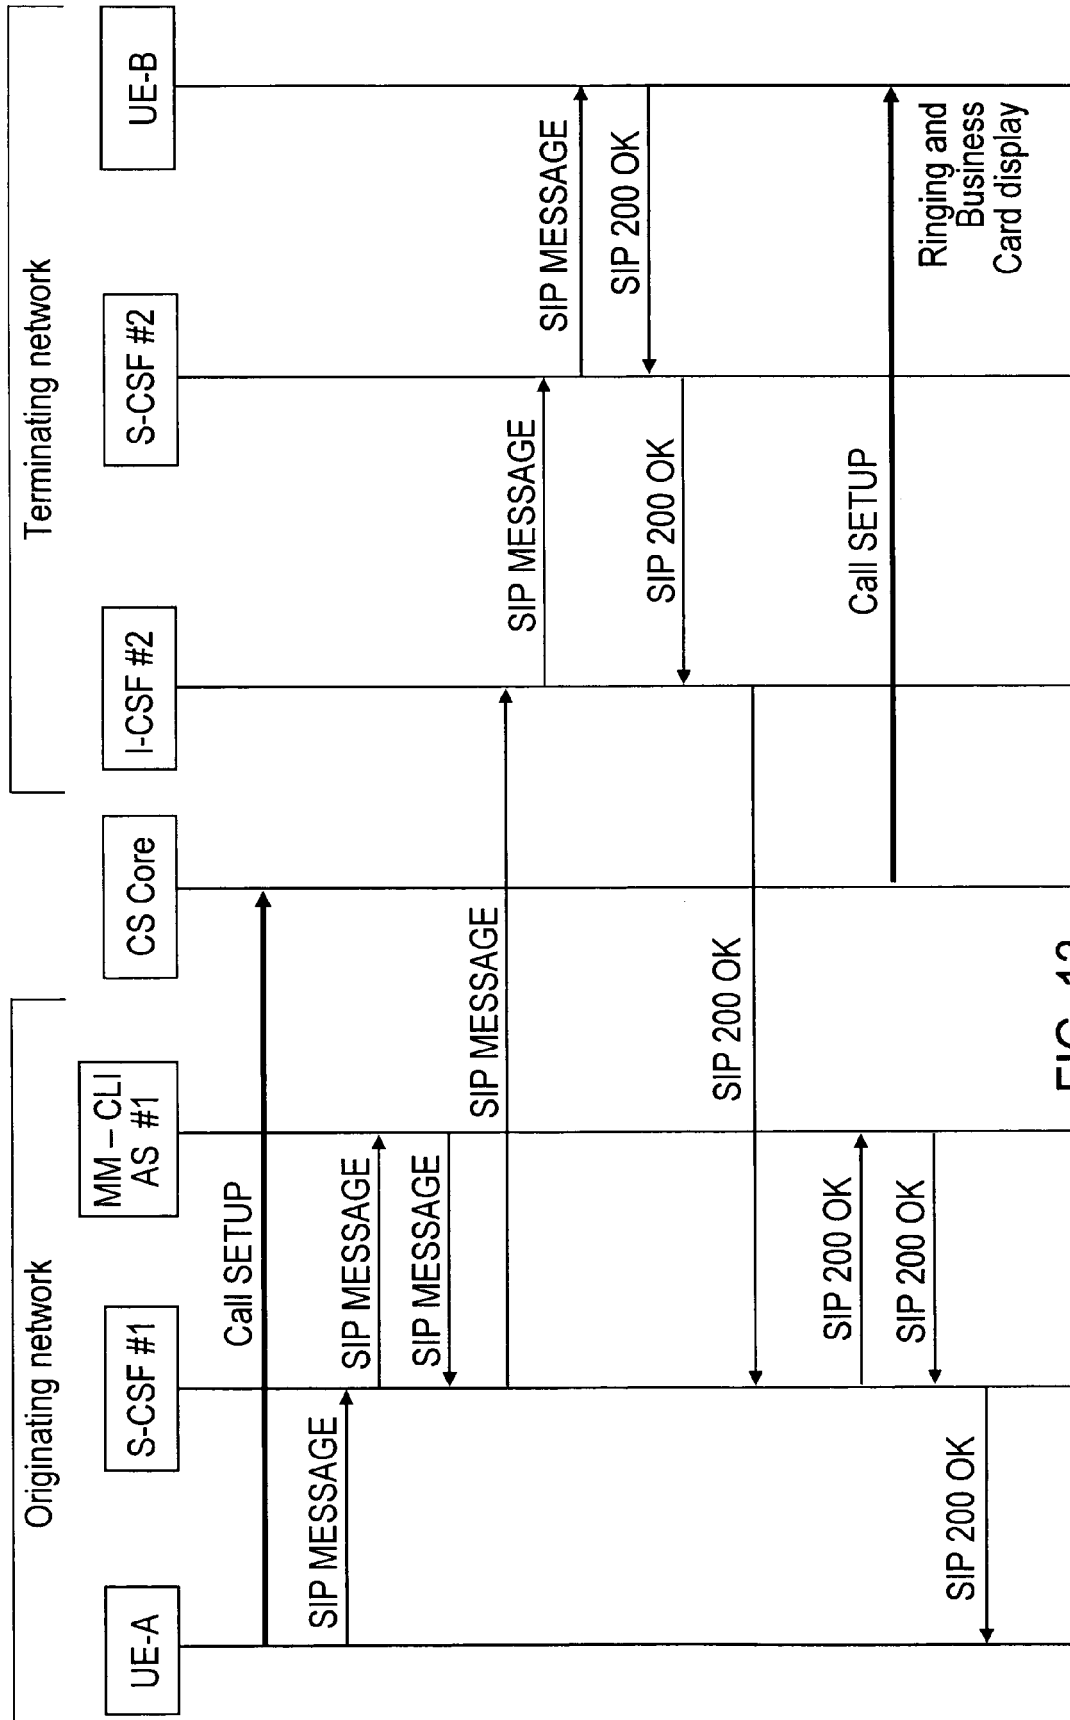 Originating network
Terminating network
UE-A
S-CSF #1
MM – CLI
AS #1
CS Core
I-CSF #2
S-CSF #2
UE-B
Call SETUP
SIP MESSAGE
SIP MESSAGE
SIP MESSAGE
SIP MESSAGE
SIP MESSAGE
SIP MESSAGE
SIP 200 OK
SIP 200 OK
SIP 200 OK
SIP 200 OK
Call SETUP
Ringing and
Business
Card display
SIP 200 OK
SIP 200 OK